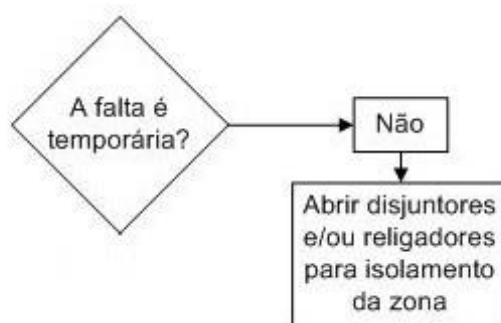 A falta é
temporária?
Não
Abrir disjuntores
e/ou religadores
para isolamento
da zona